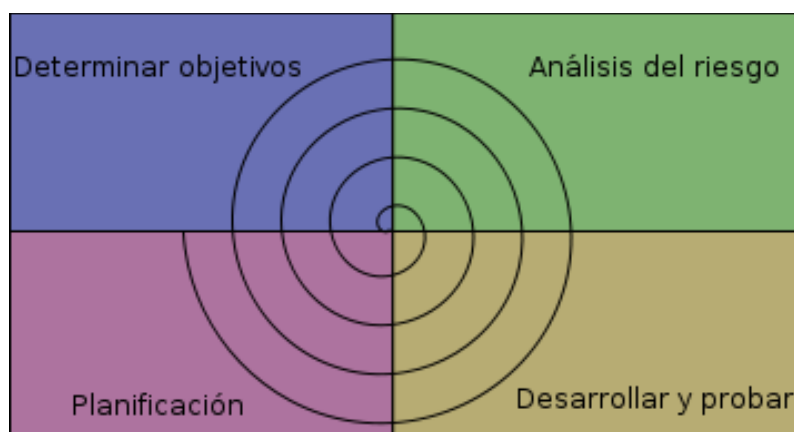 Determinar objetivos
Análisis del riesgo
Planificación
Desarrollar y probar